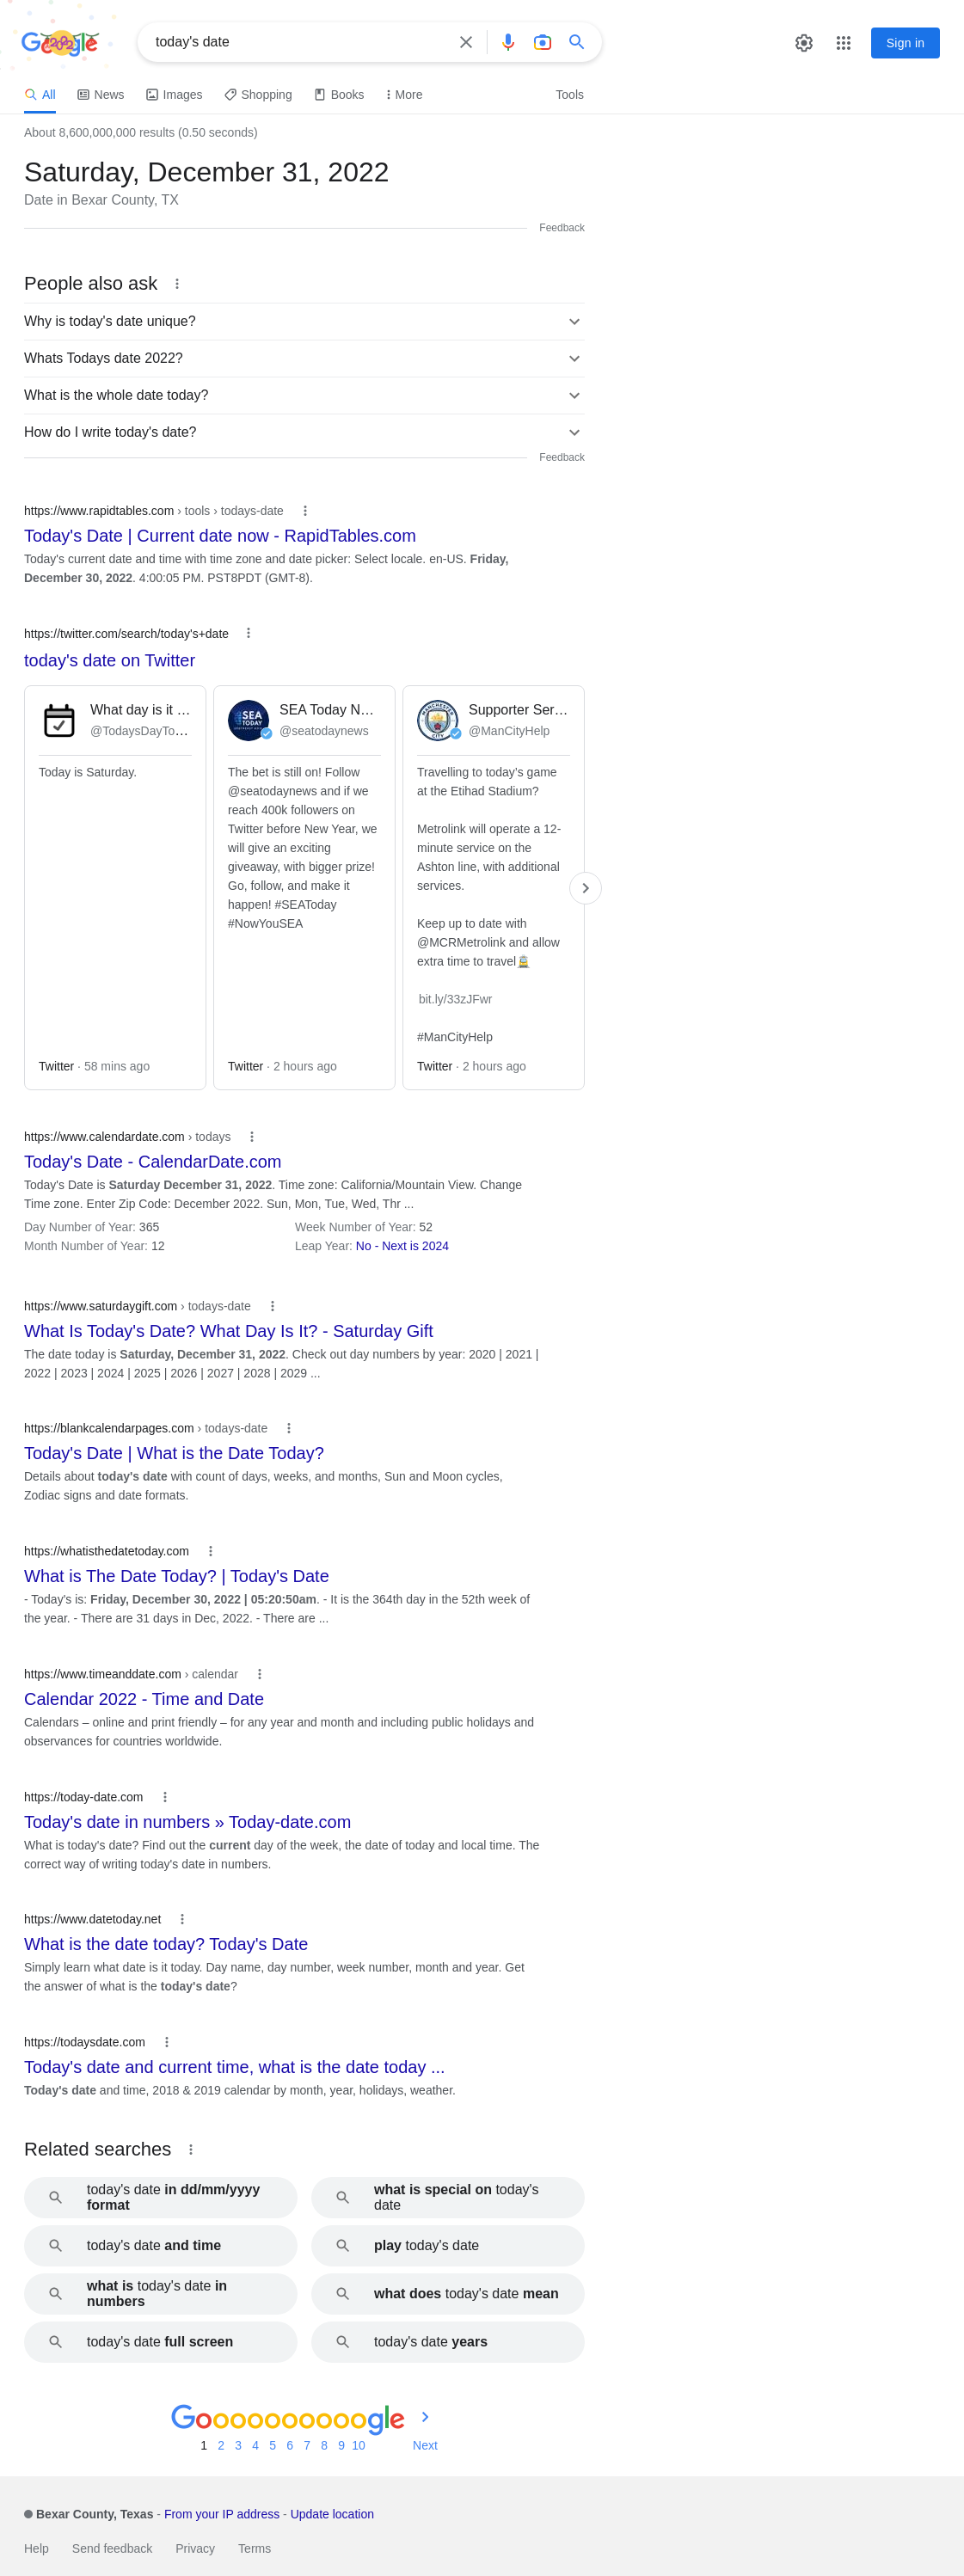 Google
2022
today's date
Sign in
All
News
Images
Shopping
Books
More
Tools
About 8,600,000,000 results (0.50 seconds)
Saturday, December 31, 2022
Date in Bexar County, TX
Feedback
People also ask
Why is today's date unique?
Whats Todays date 2022?
What is the whole date today?
How do I write today's date?
Feedback
https://www.rapidtables.com › tools › todays-date
Today's Date | Current date now - RapidTables.com
Today's current date and time with time zone and date picker: Select locale. en-US. Friday,
December 30, 2022. 4:00:05 PM. PST8PDT (GMT-8).
https://twitter.com/search/today's+date
today's date on Twitter
What day is it …
@TodaysDayTo…
Today is Saturday.
Twitter · 58 mins ago
SEA TODAY
SEA Today N…
@seatodaynews
The bet is still on! Follow
@seatodaynews and if we
reach 400k followers on
Twitter before New Year, we
will give an exciting
giveaway, with bigger prize!
Go, follow, and make it
happen! #SEAToday
#NowYouSEA
Twitter · 2 hours ago
MANCHESTER CITY
Supporter Ser…
@ManCityHelp
Travelling to today's game
at the Etihad Stadium?
Metrolink will operate a 12-
minute service on the
Ashton line, with additional
services.
Keep up to date with
@MCRMetrolink and allow
extra time to travel🚊
bit.ly/33zJFwr
#ManCityHelp
Twitter · 2 hours ago
https://www.calendardate.com › todays
Today's Date - CalendarDate.com
Today's Date is Saturday December 31, 2022. Time zone: California/Mountain View. Change
Time zone. Enter Zip Code: December 2022. Sun, Mon, Tue, Wed, Thr ...
Day Number of Year: 365
Week Number of Year: 52
Month Number of Year: 12
Leap Year: No - Next is 2024
https://www.saturdaygift.com › todays-date
What Is Today's Date? What Day Is It? - Saturday Gift
The date today is Saturday, December 31, 2022. Check out day numbers by year: 2020 | 2021 |
2022 | 2023 | 2024 | 2025 | 2026 | 2027 | 2028 | 2029 ...
https://blankcalendarpages.com › todays-date
Today's Date | What is the Date Today?
Details about today's date with count of days, weeks, and months, Sun and Moon cycles,
Zodiac signs and date formats.
https://whatisthedatetoday.com
What is The Date Today? | Today's Date
- Today's is: Friday, December 30, 2022 | 05:20:50am. - It is the 364th day in the 52th week of
the year. - There are 31 days in Dec, 2022. - There are ...
https://www.timeanddate.com › calendar
Calendar 2022 - Time and Date
Calendars – online and print friendly – for any year and month and including public holidays and
observances for countries worldwide.
https://today-date.com
Today's date in numbers » Today-date.com
What is today's date? Find out the current day of the week, the date of today and local time. The
correct way of writing today's date in numbers.
https://www.datetoday.net
What is the date today? Today's Date
Simply learn what date is it today. Day name, day number, week number, month and year. Get
the answer of what is the today's date?
https://todaysdate.com
Today's date and current time, what is the date today ...
Today's date and time, 2018 & 2019 calendar by month, year, holidays, weather.
Related searches
today's date in dd/mm/yyyy
format
what is special on today's
date
today's date and time
play today's date
what is today's date in
numbers
what does today's date mean
today's date full screen
today's date years
Goooooooooogle
1 2 3 4 5 6 7 8 9 10 Next
Bexar County, Texas - From your IP address - Update location
Help
Send feedback
Privacy
Terms